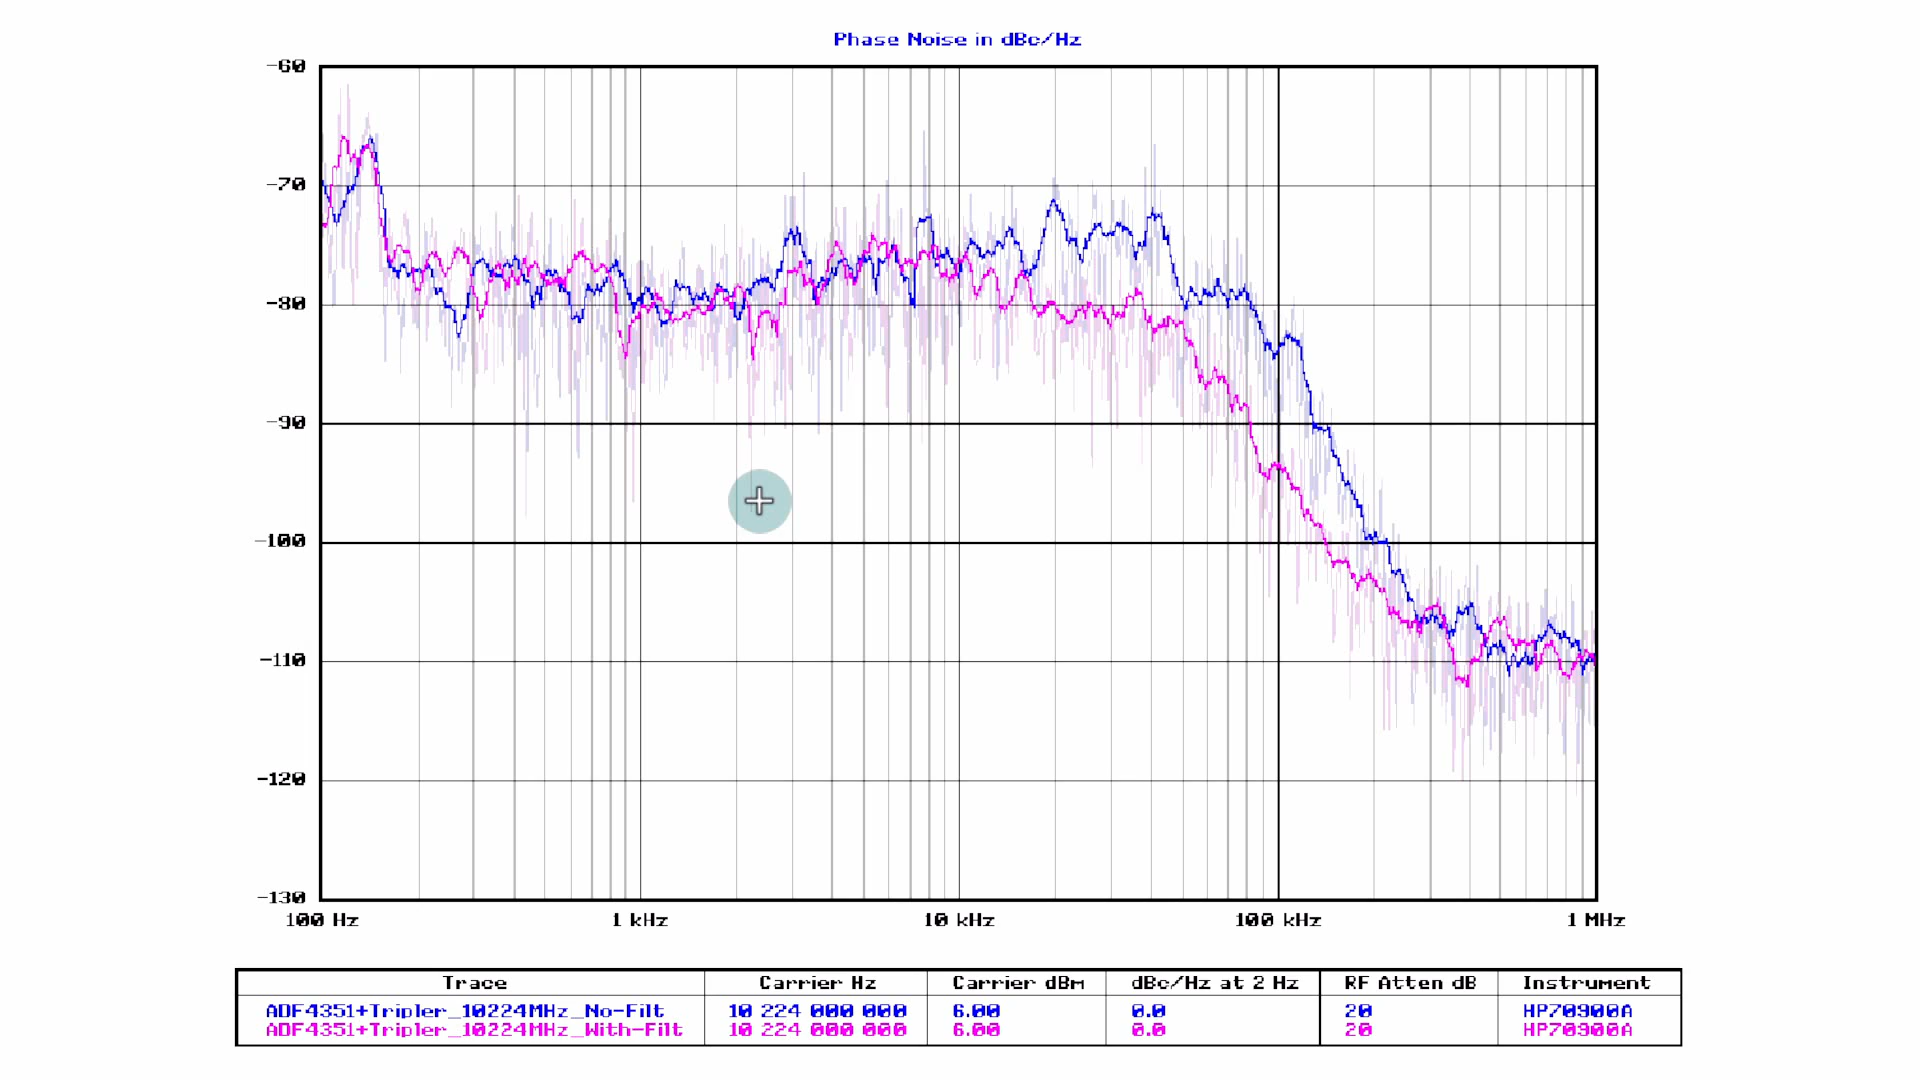 Phase Noise in dBc/Hz
-60
-70
-80
-90
-100
-110
-120
-130
100 Hz 1 kHz 10 kHz 100 kHz 1 MHz
Trace Carrier Hz Carrier dBm dBc/Hz at 2 Hz RF Atten dB Instrument
ADF4351+Tripler_10224MHz_No-Filt 10 224 000 000 6.00 0.0 20 HP70900A
ADF4351+Tripler_10224MHz_With-Filt 10 224 000 000 6.00 0.0 20 HP70900A